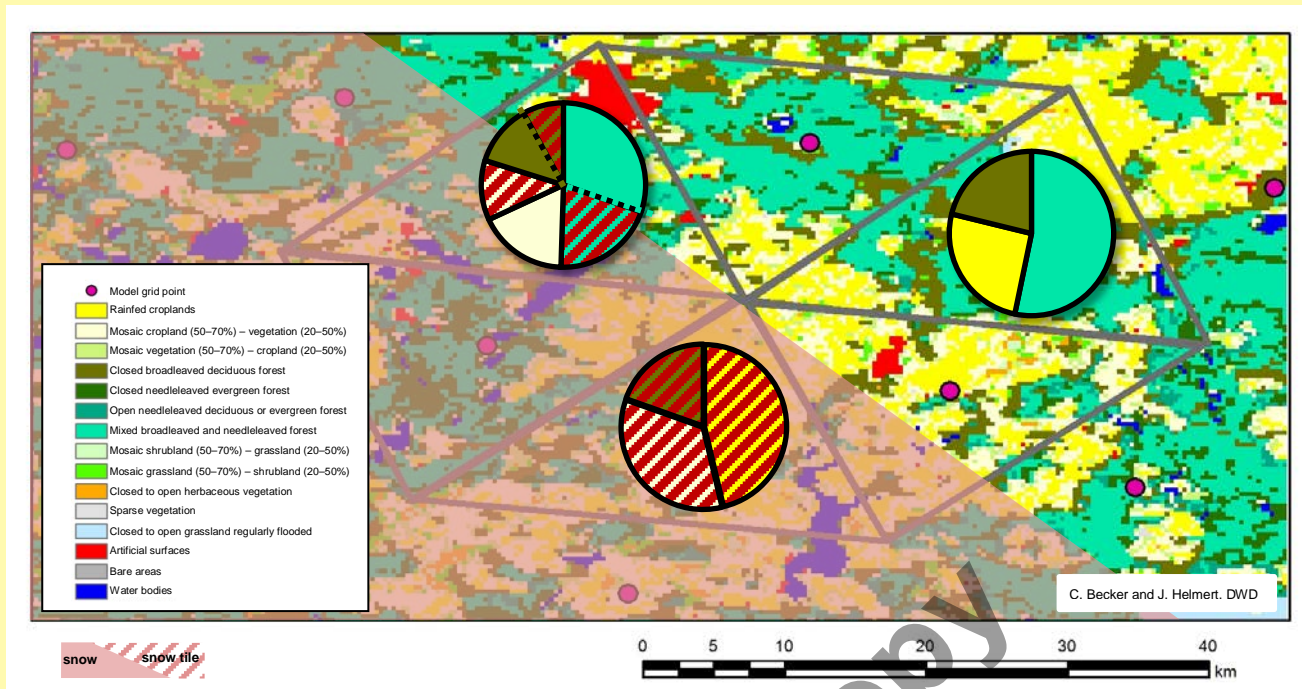 Model grid point
Rainfed croplands
Mosaic cropland (50–70%) – vegetation (20–50%)
Mosaic vegetation (50–70%) – cropland (20–50%)
Closed broadleaved deciduous forest
Closed needleleaved evergreen forest
Open needleleaved deciduous or evergreen forest
Mixed broadleaved and needleleaved forest
Mosaic shrubland (50–70%) – grassland (20–50%)
Mosaic grassland (50–70%) – shrubland (20–50%)
Closed to open herbaceous vegetation
Sparse vegetation
Closed to open grassland regularly flooded
Artificial surfaces
Bare areas
Water bodies
C. Becker and J. Helmert. DWD
snow
snow tile
0 5 10 20 30 40
km